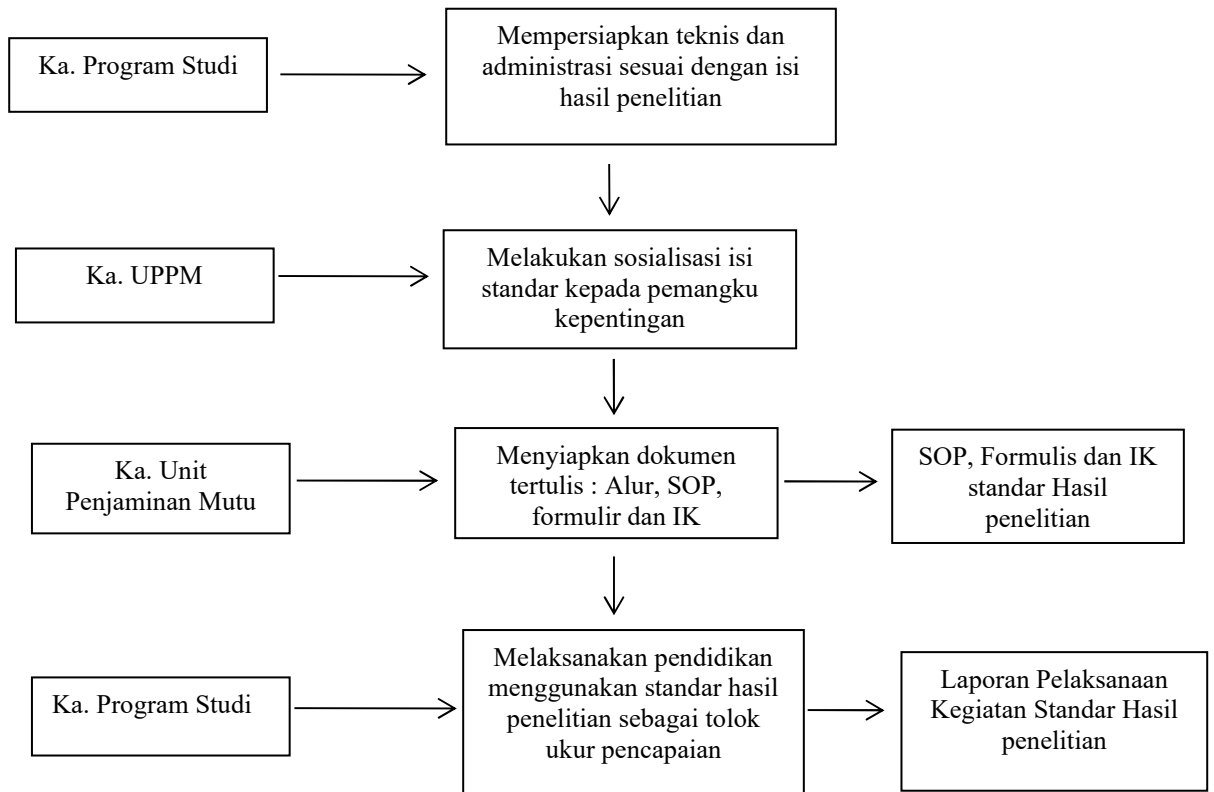 Ka. Program Studi
Mempersiapkan teknis dan
administrasi sesuai dengan isi
hasil penelitian
Ka. UPPM
Melakukan sosialisasi isi
standar kepada pemangku
kepentingan
Ka. Unit
Penjaminan Mutu
Menyiapkan dokumen
tertulis : Alur, SOP,
formulir dan IK
SOP, Formulis dan IK
standar Hasil
penelitian
Ka. Program Studi
Melaksanakan pendidikan
menggunakan standar hasil
penelitian sebagai tolok
ukur pencapaian
Laporan Pelaksanaan
Kegiatan Standar Hasil
penelitian